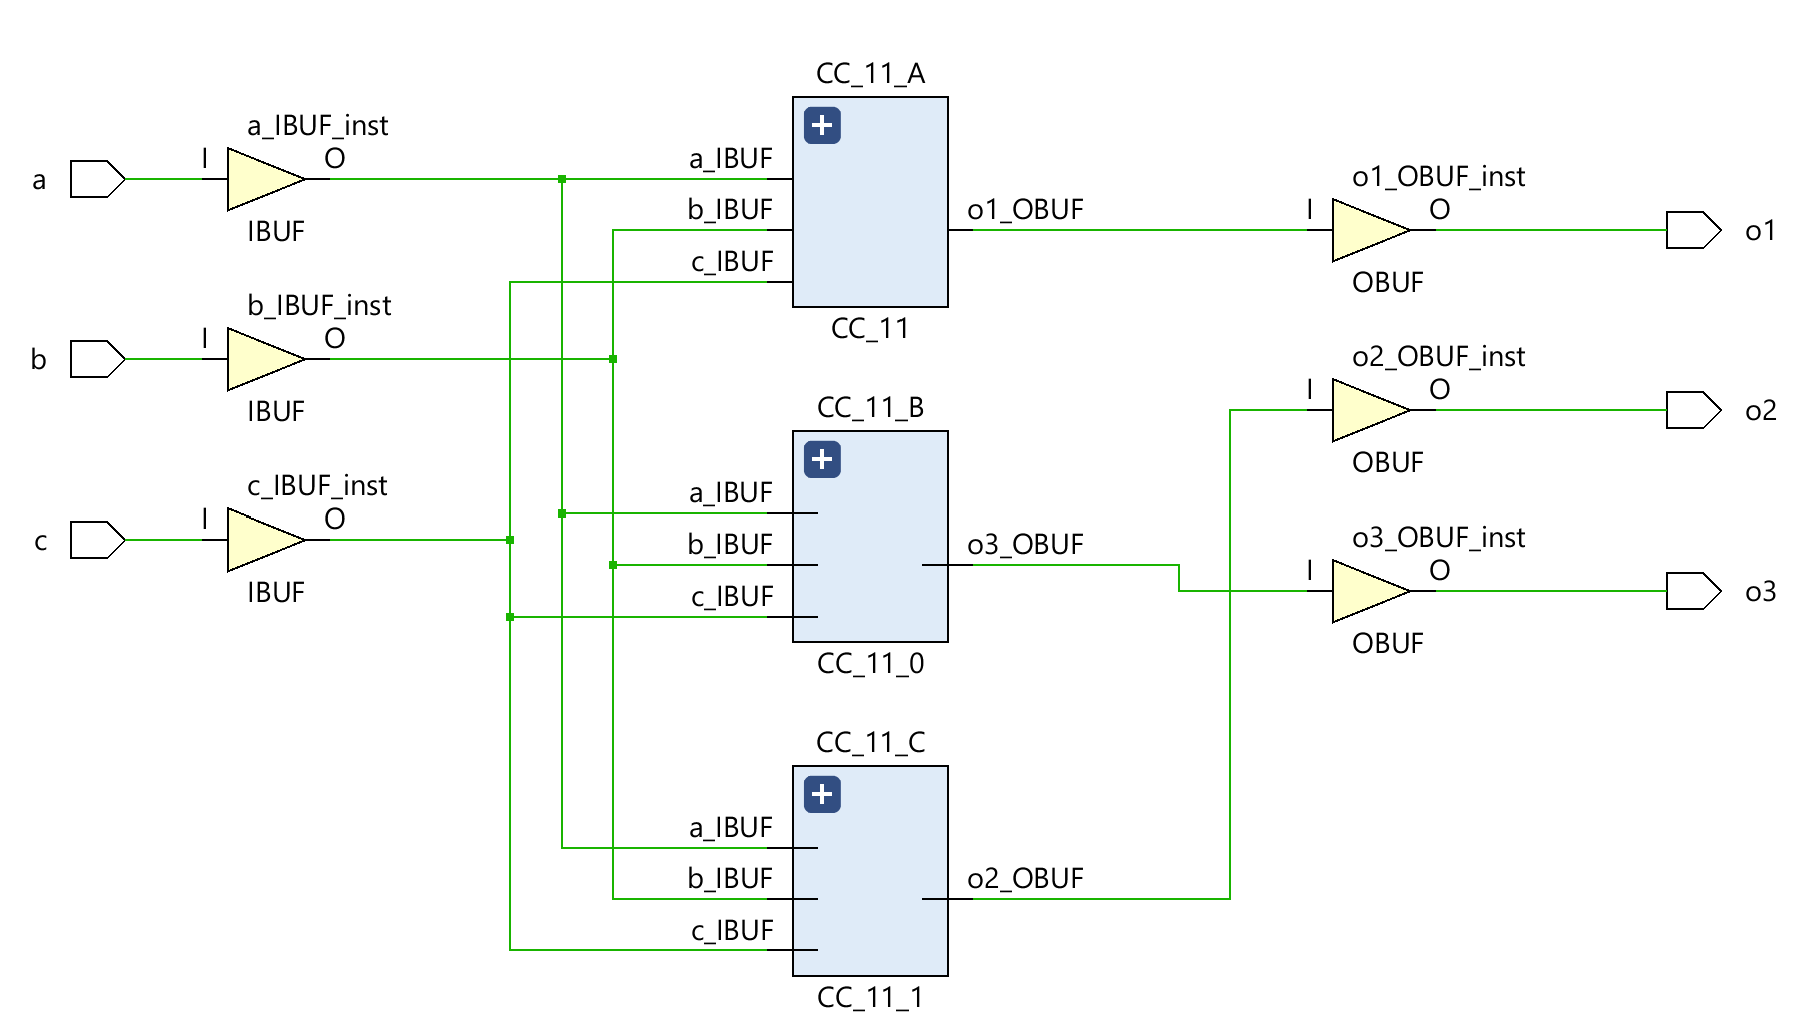 CC_11_A
a_IBUF_inst
a
I
O
IBUF
a_IBUF
b_IBUF
c_IBUF
o1_OBUF
CC_11
o1_OBUF_inst
I
O
OBUF
o1
b_IBUF_inst
b
I
O
IBUF
o2_OBUF_inst
I
O
OBUF
o2
CC_11_B
a_IBUF
b_IBUF
c_IBUF
o3_OBUF
CC_11_0
c_IBUF_inst
c
I
O
IBUF
o3_OBUF_inst
I
O
OBUF
o3
CC_11_C
a_IBUF
b_IBUF
c_IBUF
o2_OBUF
CC_11_1